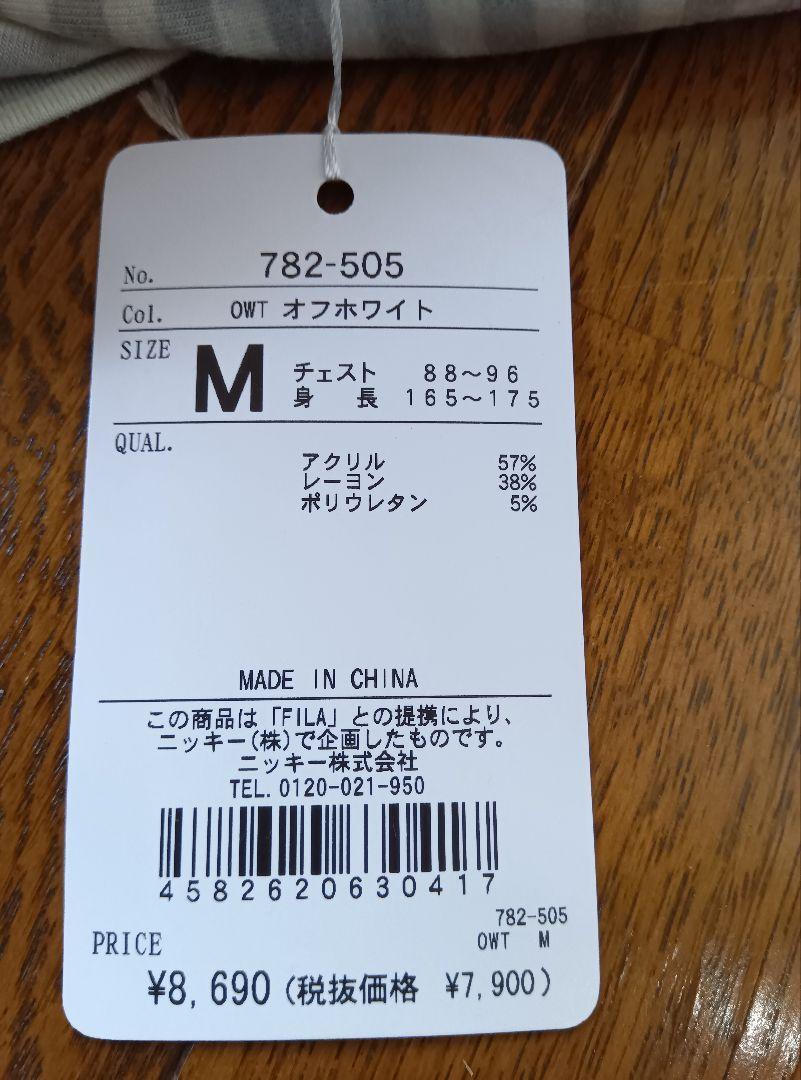 No. 782-505
Col. OWT オフホワイト
SIZE M チェスト 88～96
身長 165～175
QUAL.
アクリル 57%
レーヨン 38%
ポリウレタン 5%
MADE IN CHINA
この商品は「FILA」との提携により、
ニッキー(株)で企画したものです。
ニッキー株式会社
TEL.0120-021-950
4582620630417
782-505
PRICE OWT M
¥8,690 (税抜価格 ¥7,900)